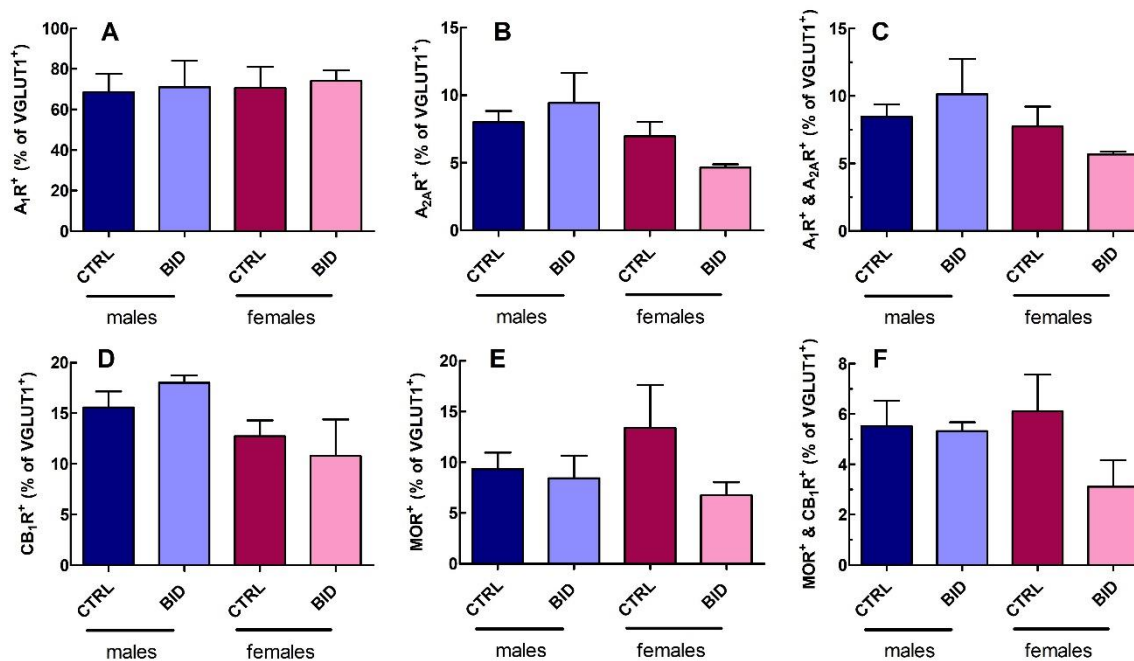 A
A₁R⁺ (% of VGLUT1⁺)
100
80
60
40
20
0
CTRL
BID
CTRL
BID
males
females
B
A₂ₐR⁺ (% of VGLUT1⁺)
15
10
5
0
CTRL
BID
CTRL
BID
males
females
C
A₁R⁺ & A₂ₐR⁺ (% of VGLUT1⁺)
15
10
5
0
CTRL
BID
CTRL
BID
males
females
D
CB₁R⁺ (% of VGLUT1⁺)
20
15
10
5
0
CTRL
BID
CTRL
BID
males
females
E
MOR⁺ (% of VGLUT1⁺)
20
15
10
5
0
CTRL
BID
CTRL
BID
males
females
F
MOR⁺ & CB₁R⁺ (% of VGLUT1⁺)
8
6
4
2
0
CTRL
BID
CTRL
BID
males
females